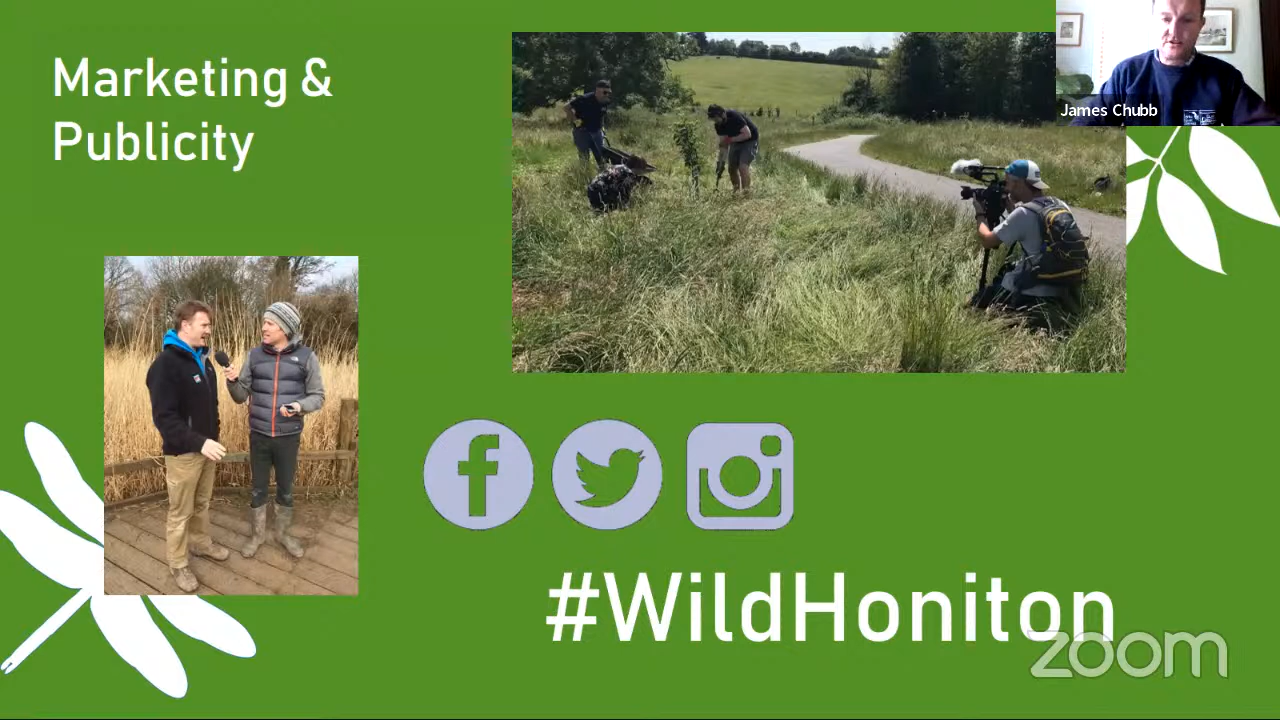 Marketing &
Publicity
James Chubb
#WildHoniton
zoom